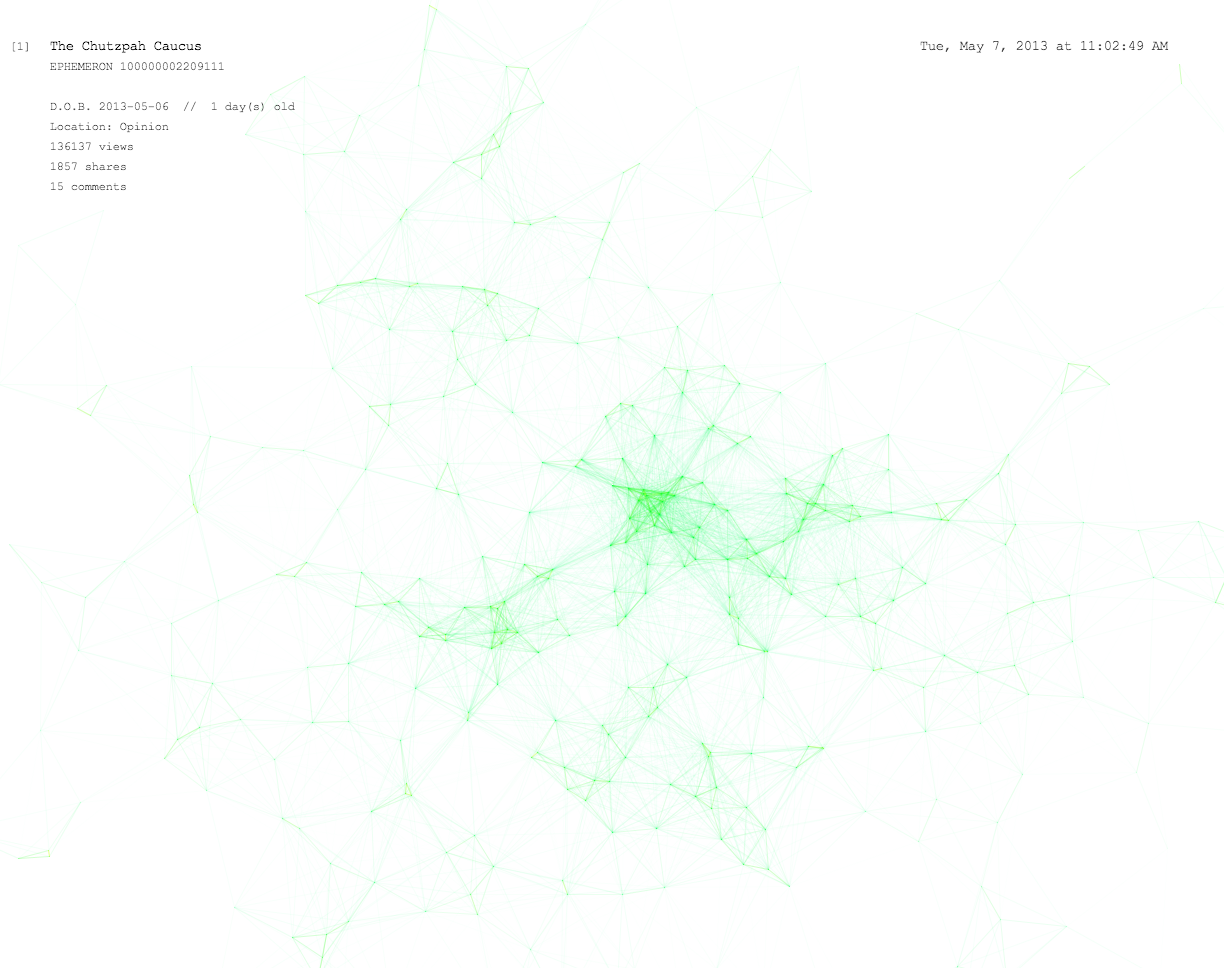 [1] The Chutzpah Caucus
Tue, May 7, 2013 at 11:02:49 AM
EPHEMERON 100000002209111
D.O.B. 2013-05-06 // 1 day(s) old
Location: Opinion
136137 views
1857 shares
15 comments